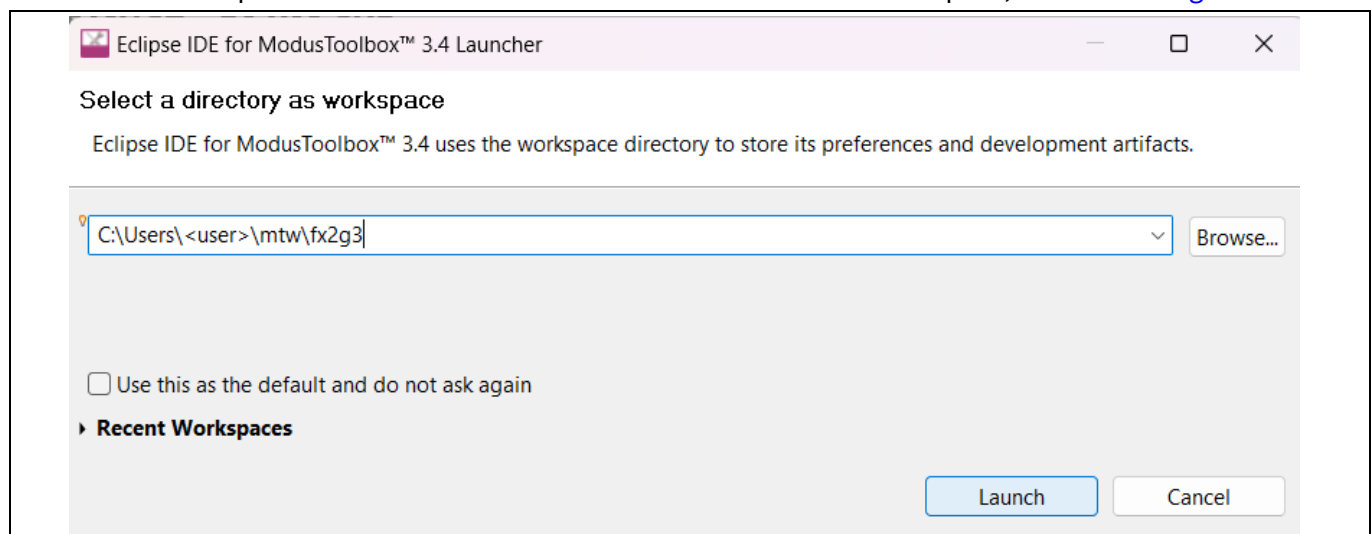 Eclipse IDE for ModusToolbox™ 3.4 Launcher
Select a directory as workspace
Eclipse IDE for ModusToolbox™ 3.4 uses the workspace directory to store its preferences and development artifacts.
C:\Users\<user>\mtw\fx2g3
Browse...
Use this as the default and do not ask again
Recent Workspaces
Launch
Cancel